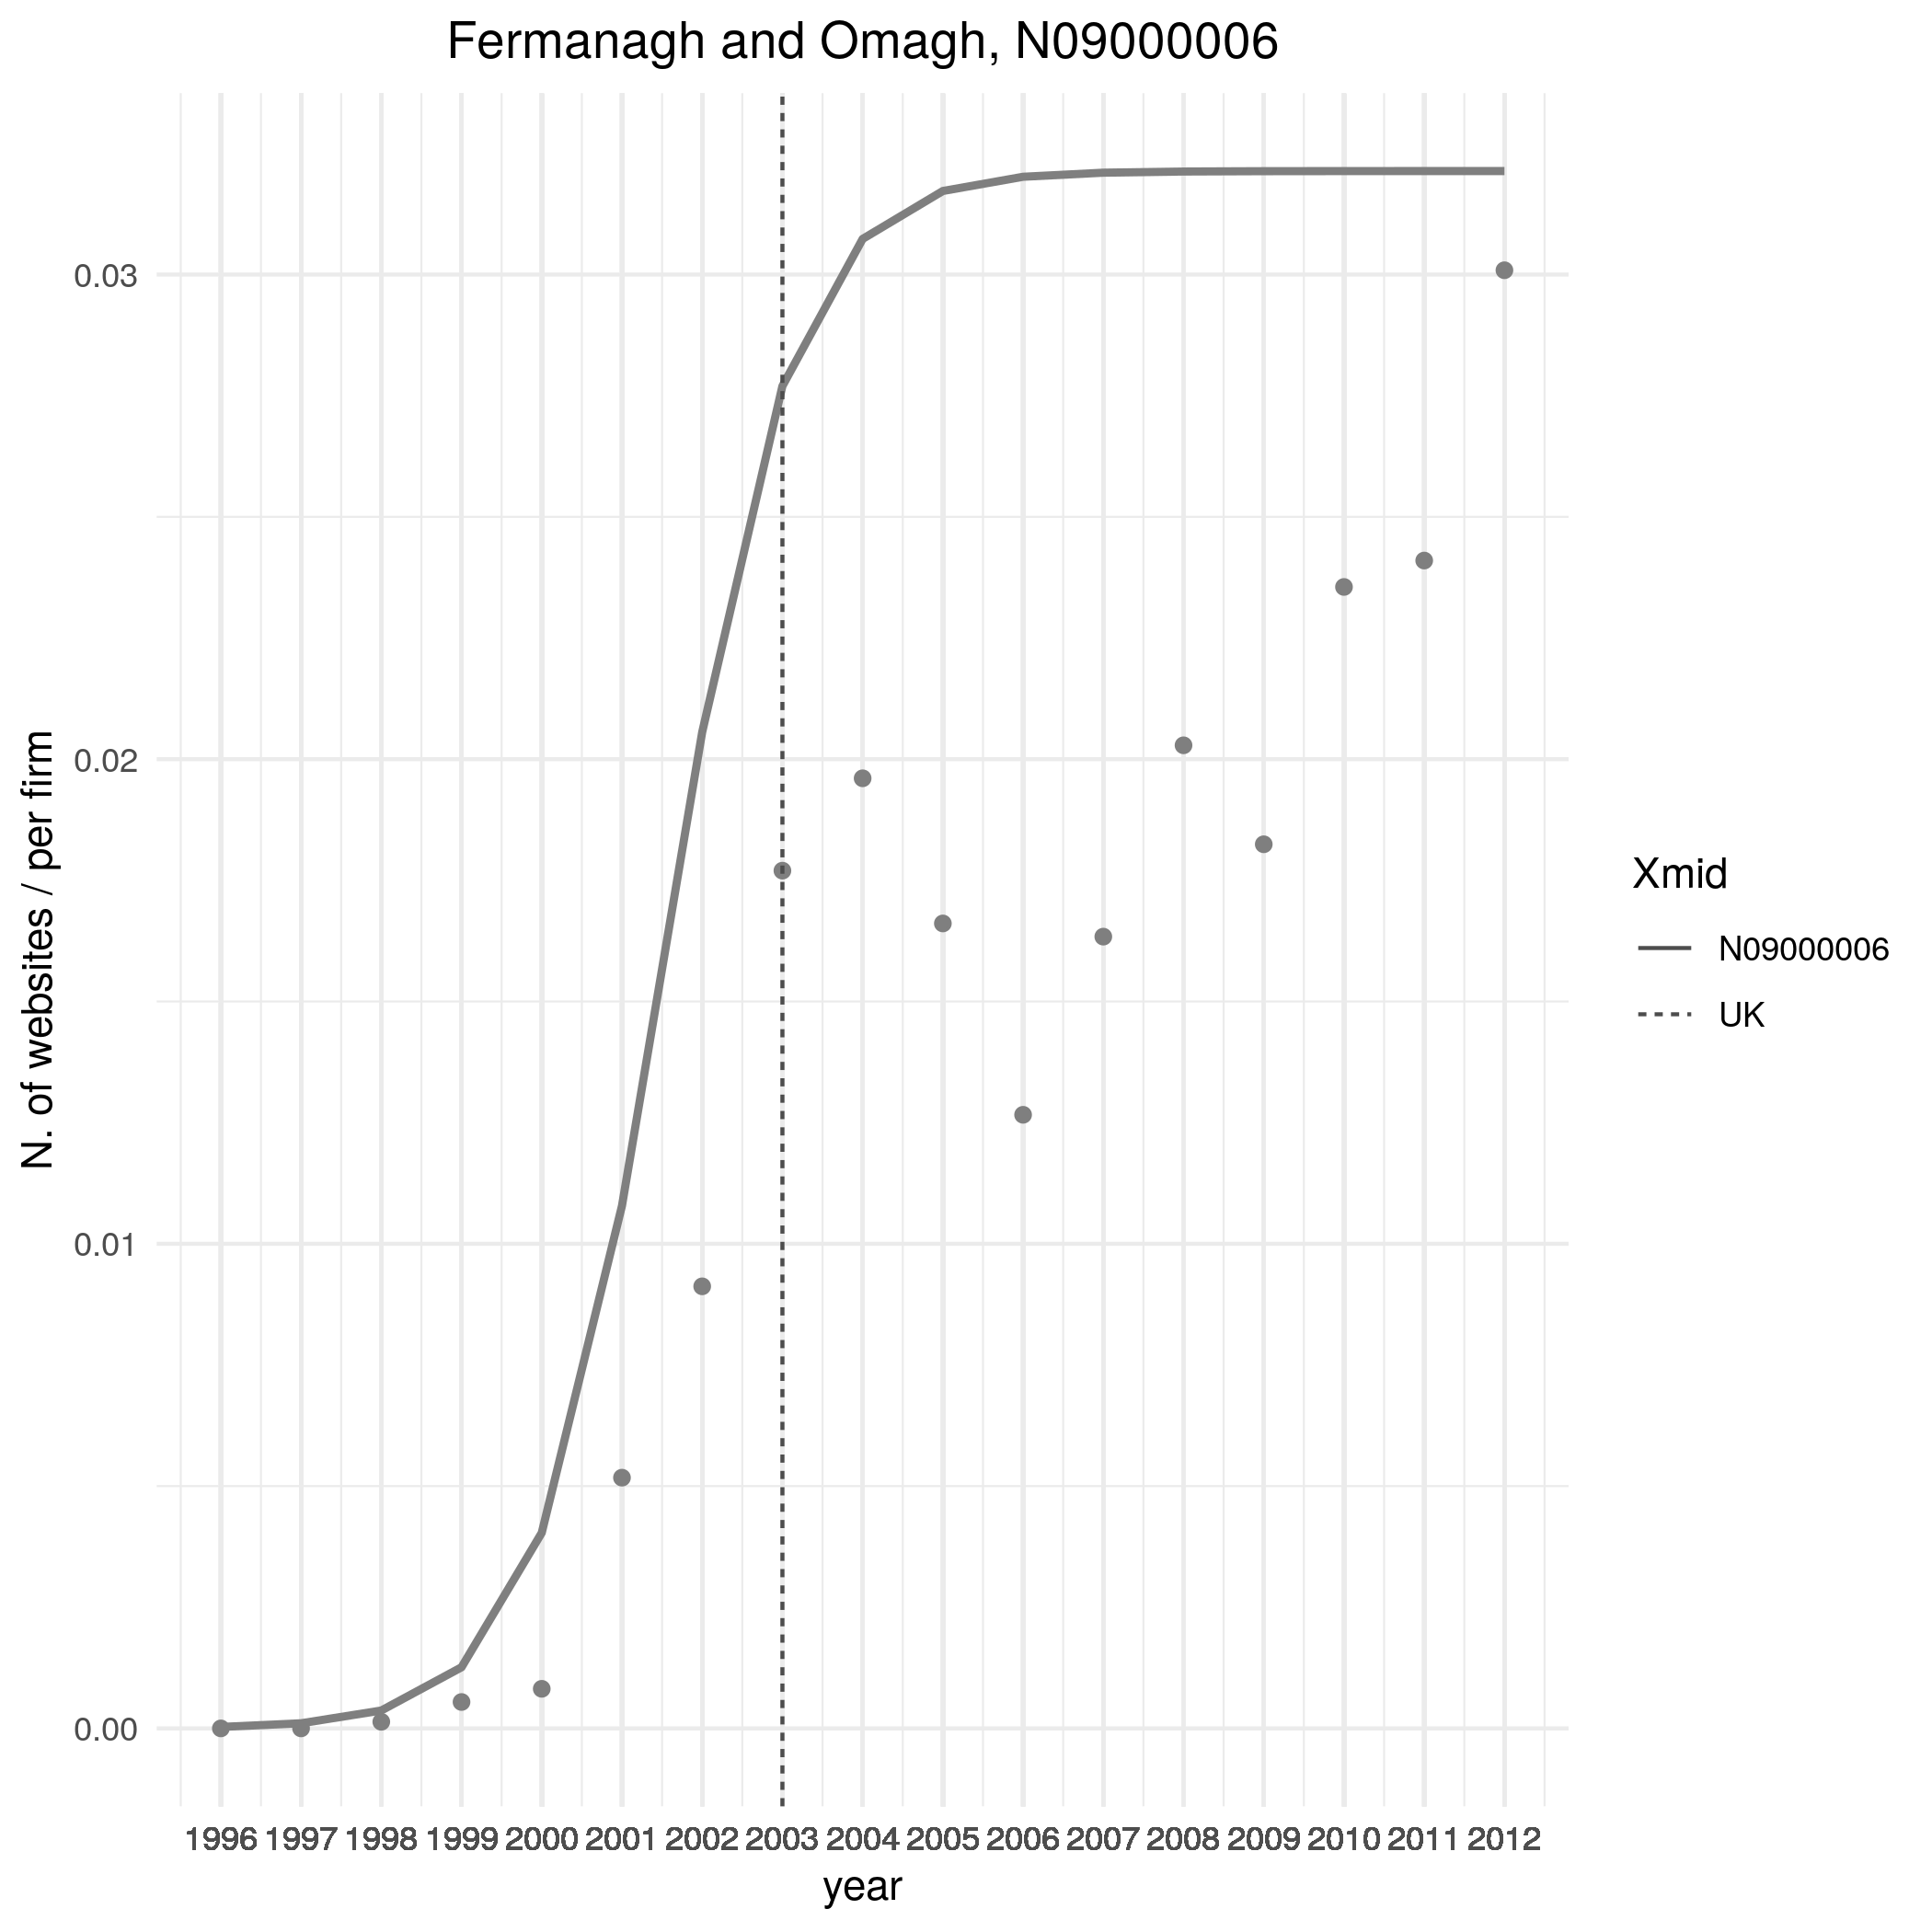 Fermanagh and Omagh, N09000006
N. of websites / per firm
0.03
0.02
0.01
0.00
1996 1997 1998 1999 2000 2001 2002 2003 2004 2005 2006 2007 2008 2009 2010 2011 2012
year
Xmid
N09000006
UK